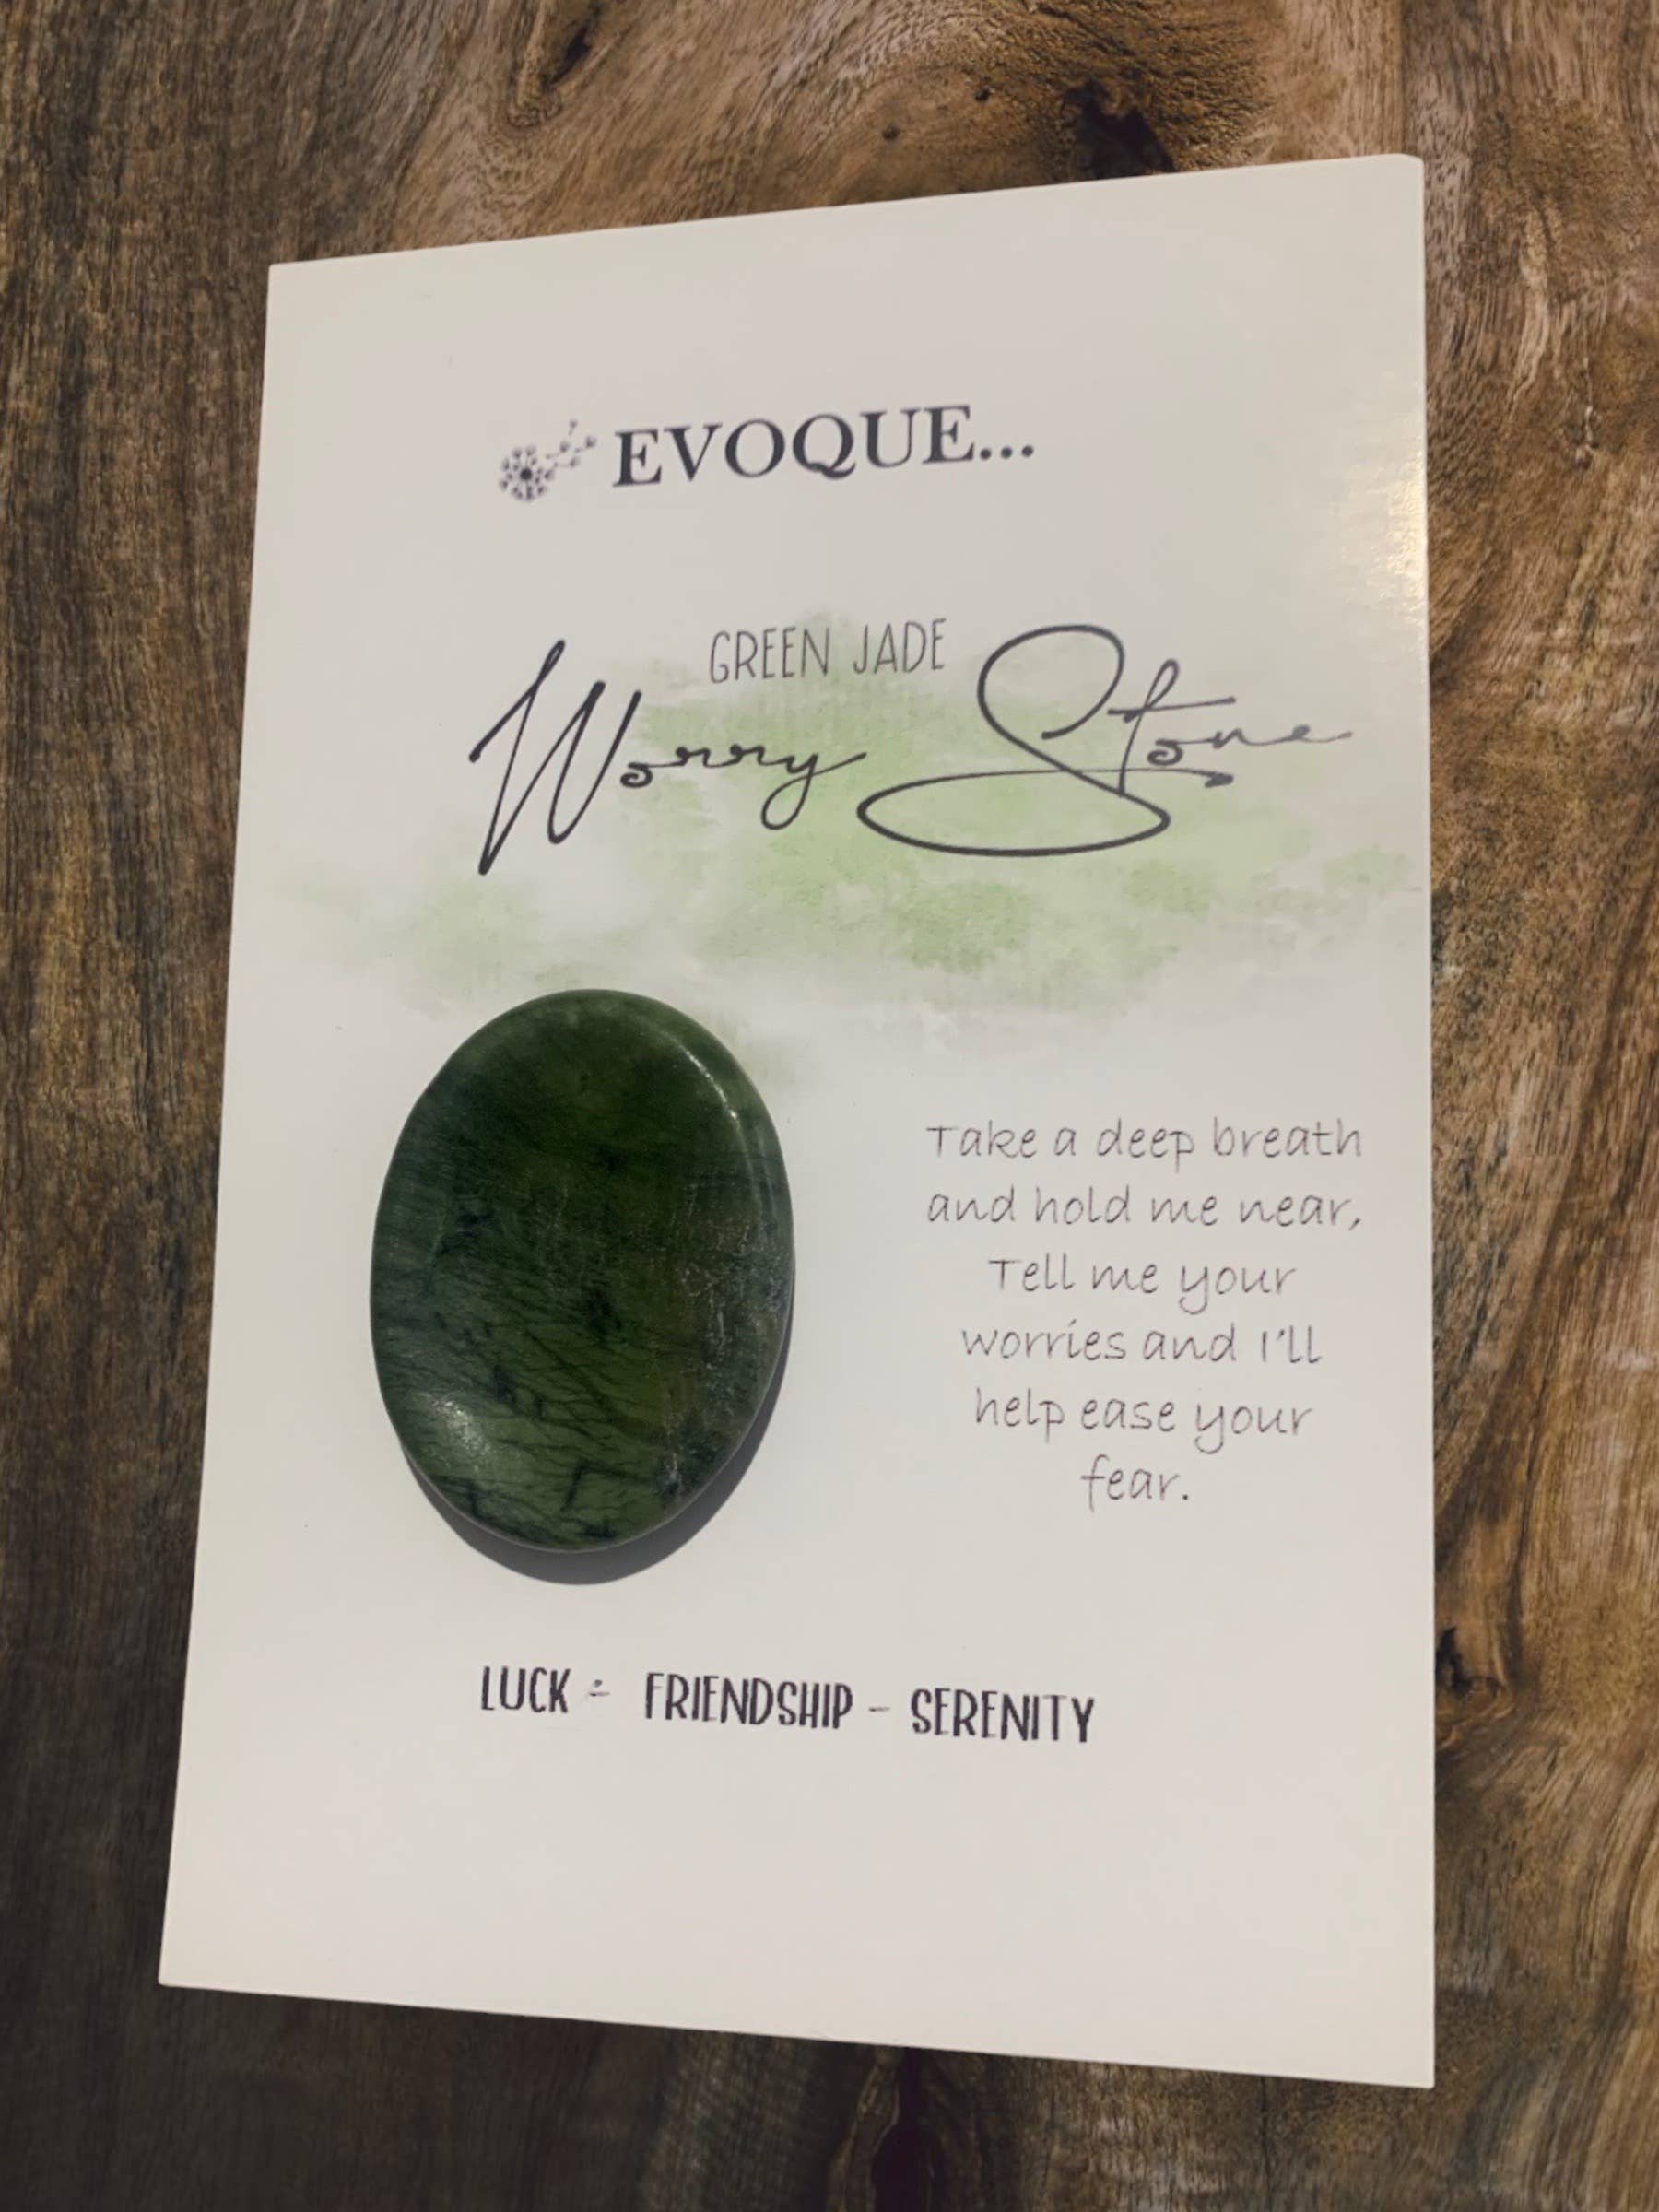 EVOQUE...
GREEN JADE
Worry Stone
Take a deep breath
and hold me near,
Tell me your
worries and I'll
help ease your
fear.
LUCK - FRIENDSHIP - SERENITY